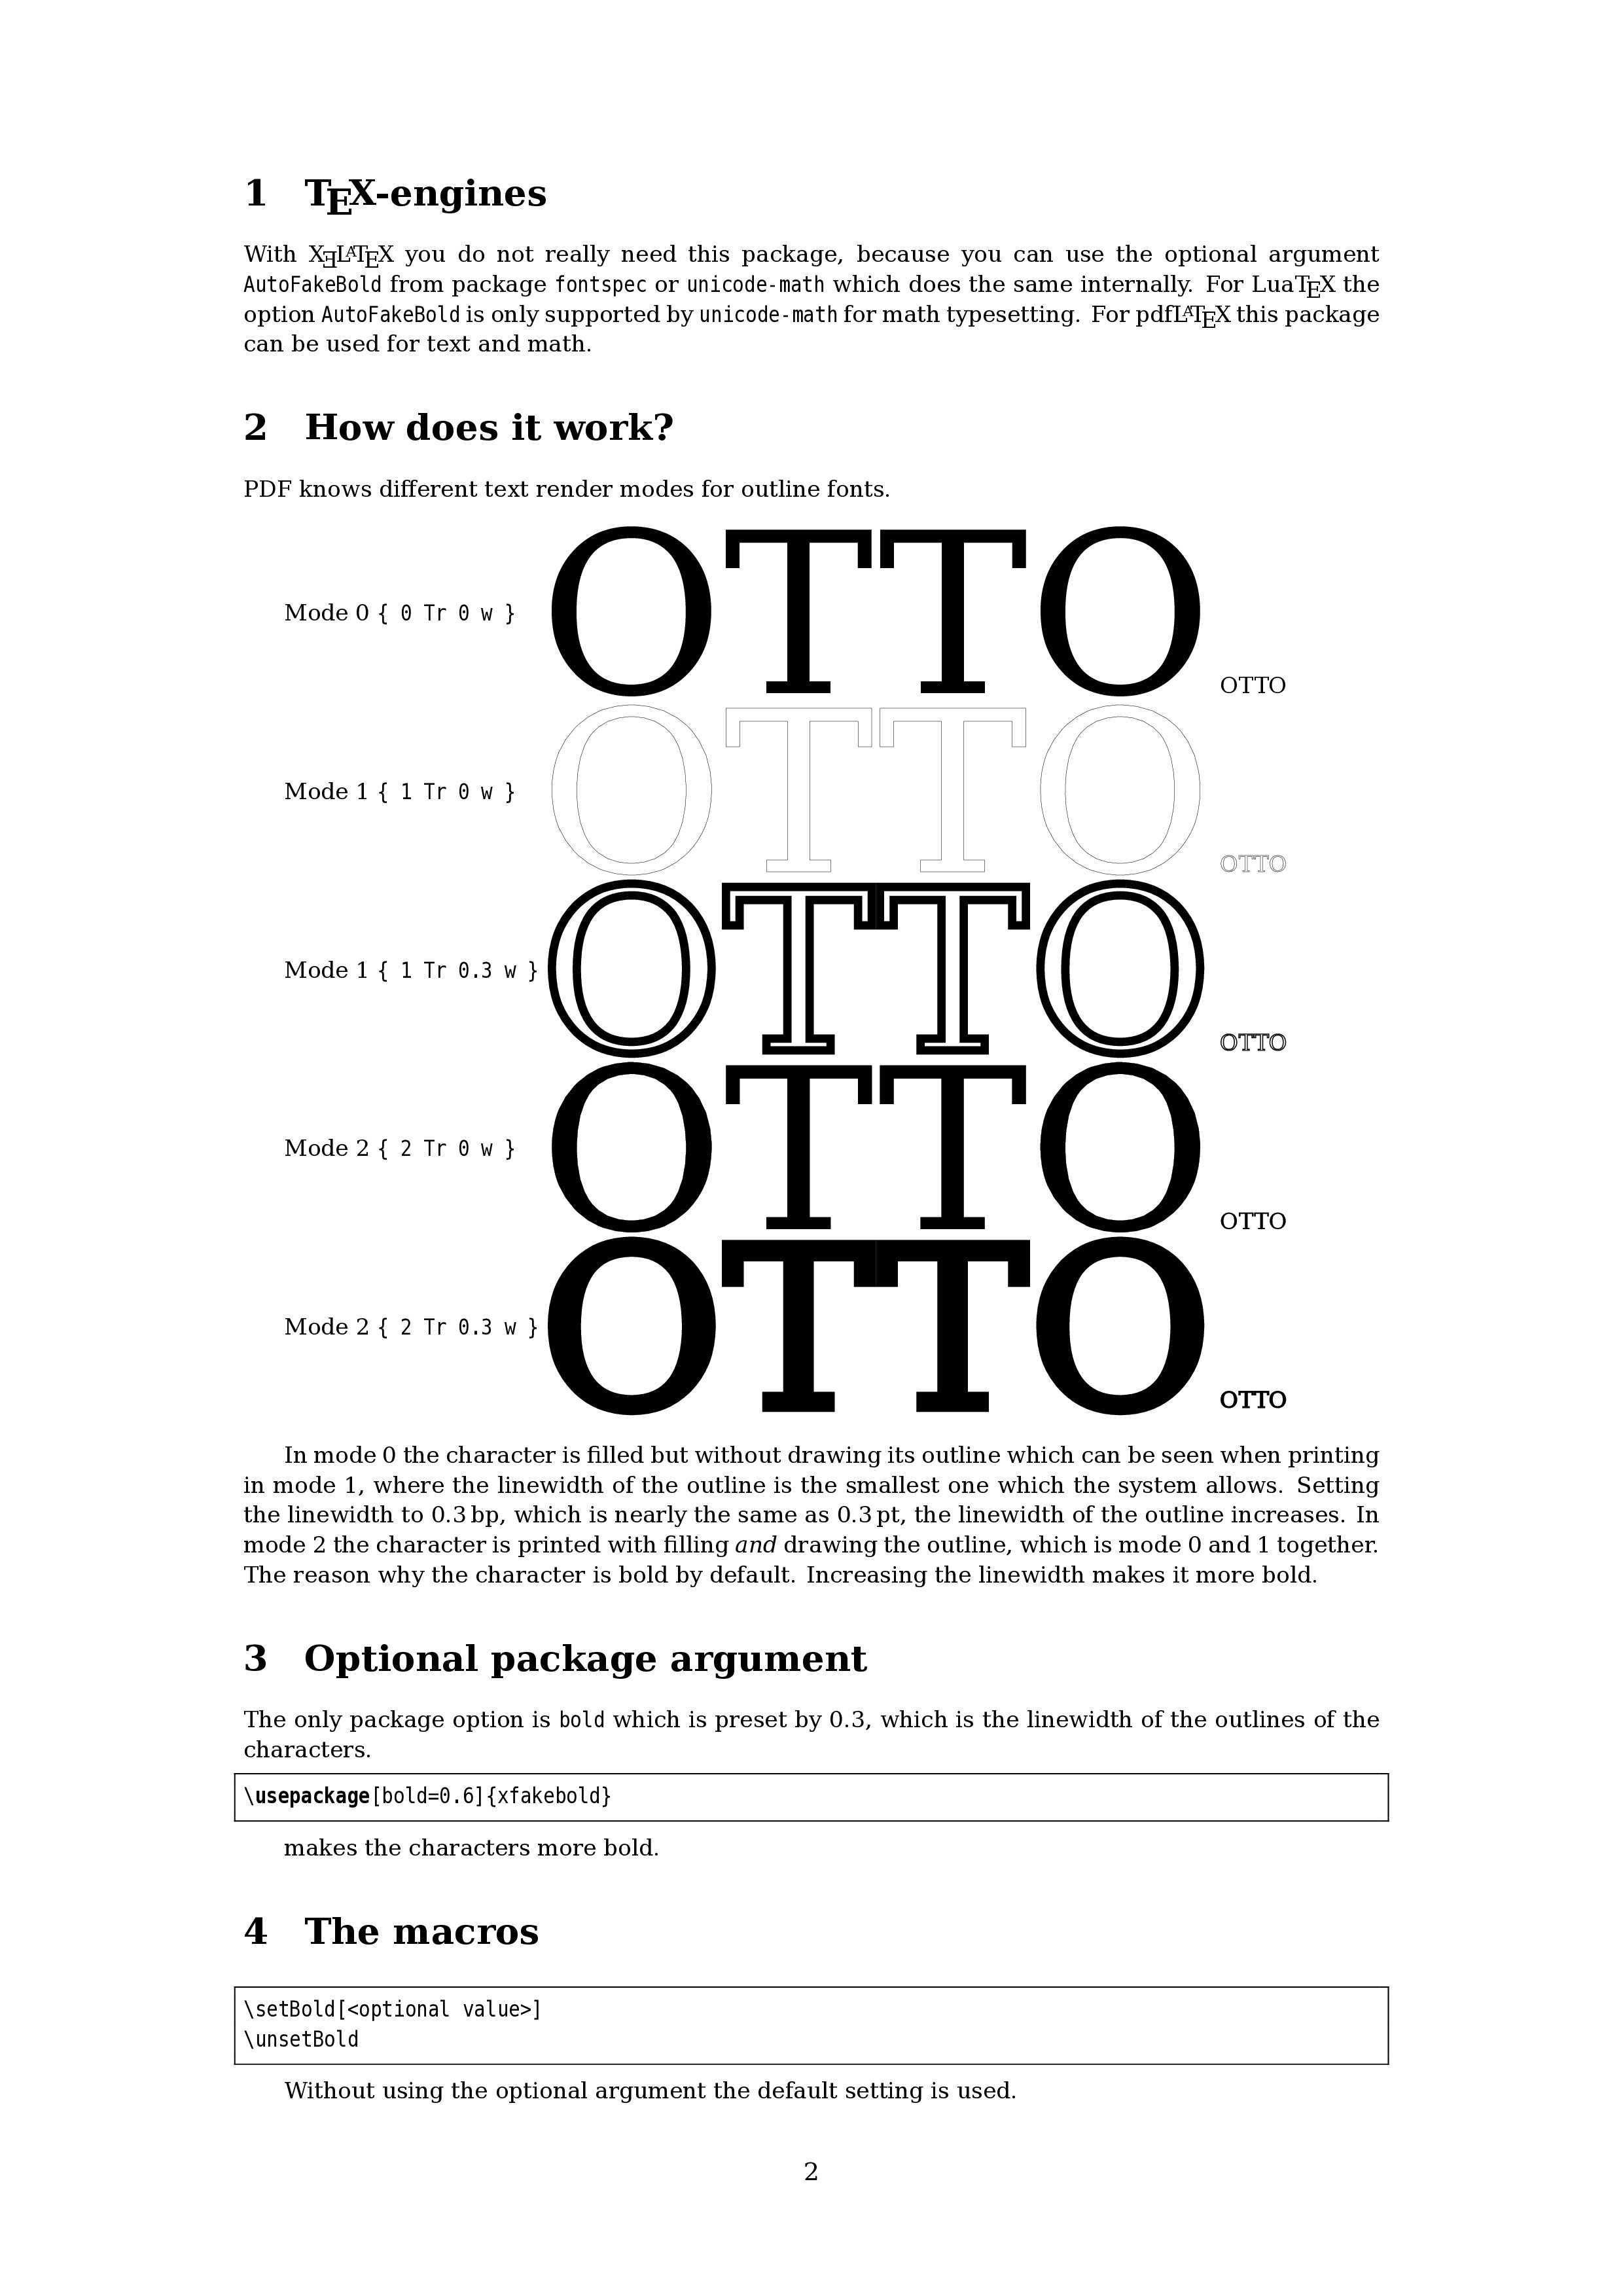 1 TEX-engines
With XELATEX you do not really need this package, because you can use the optional argument
AutoFakeBold from package fontspec or unicode-math which does the same internally. For LuaTEX the
option AutoFakeBold is only supported by unicode-math for math typesetting. For pdfLATEX this package
can be used for text and math.
2 How does it work?
PDF knows different text render modes for outline fonts.
Mode 0 { 0 Tr 0 w } OTTO OTTO
Mode 1 { 1 Tr 0 w } OTTO OTTO
Mode 1 { 1 Tr 0.3 w } OTTO OTTO
Mode 2 { 2 Tr 0 w } OTTO OTTO
Mode 2 { 2 Tr 0.3 w } OTTO OTTO
In mode 0 the character is filled but without drawing its outline which can be seen when printing
in mode 1, where the linewidth of the outline is the smallest one which the system allows. Setting
the linewidth to 0.3 bp, which is nearly the same as 0.3 pt, the linewidth of the outline increases. In
mode 2 the character is printed with filling and drawing the outline, which is mode 0 and 1 together.
The reason why the character is bold by default. Increasing the linewidth makes it more bold.
3 Optional package argument
The only package option is bold which is preset by 0.3, which is the linewidth of the outlines of the
characters.
\usepackage[bold=0.6]{xfakebold}
makes the characters more bold.
4 The macros
\setBold[<optional value>]
\unsetBold
Without using the optional argument the default setting is used.
2